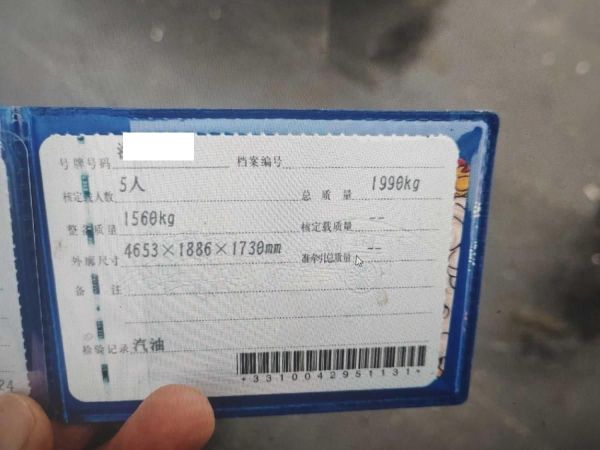 号牌号码 档案编号
核定载人数 5人 总质量 1990kg
整备质量 1560kg 核定载质量 --
外廓尺寸 4653×1886×1730mm 准牵引总质量 --
备注
检验记录 汽油
*3310042951131*